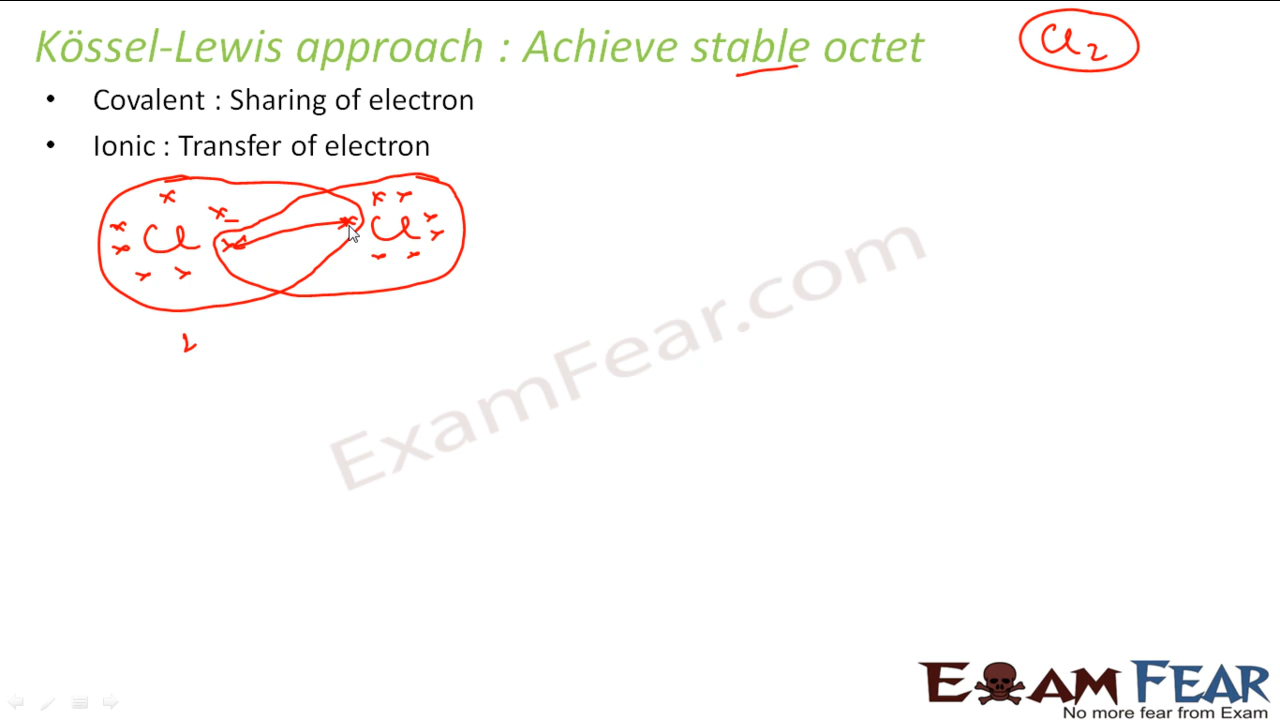 Kössel-Lewis approach : Achieve stable octet
Cl2
• Covalent : Sharing of electron
• Ionic : Transfer of electron
Cl Cl
ExamFear.com
EXAM FEAR
No more fear from Exam